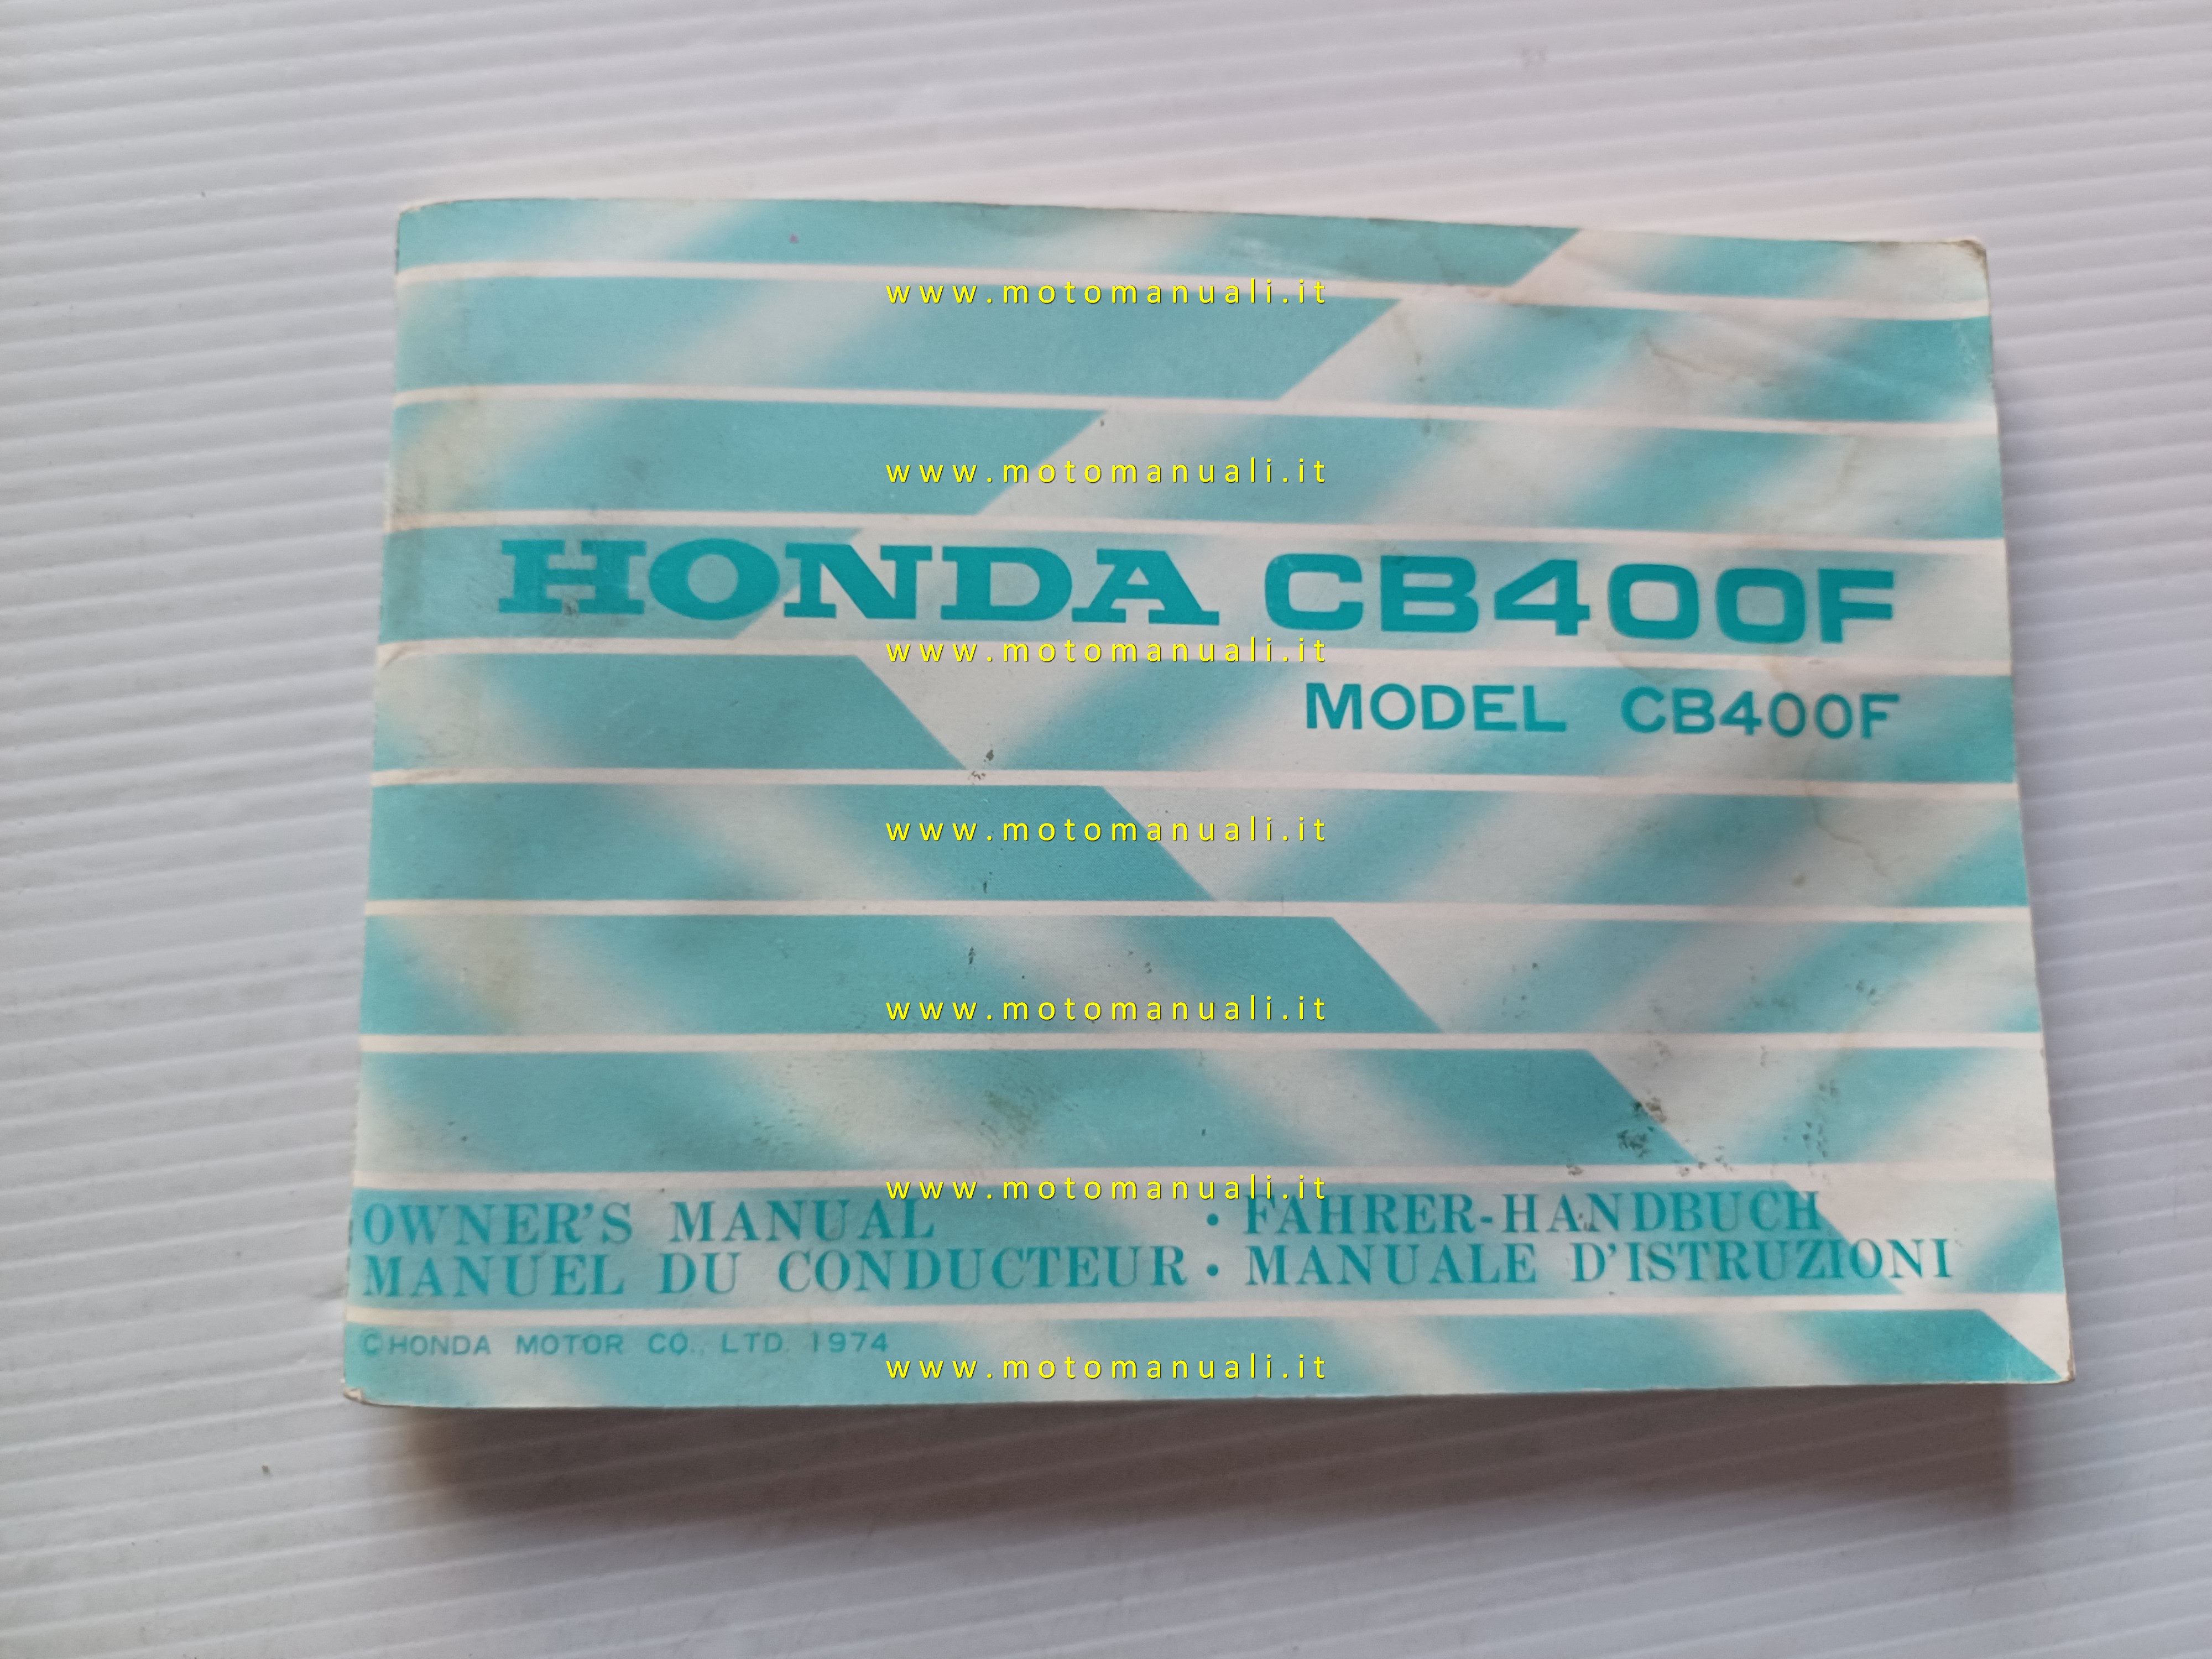 www.motomanuali.it
www.motomanuali.it
HONDA CB400F
www.motomanuali.it
MODEL CB400F
www.motomanuali.it
www.motomanuali.it
www.motomanuali.it
OWNER'S MANUAL • FAHRER-HANDBUCH
MANUEL DU CONDUCTEUR • MANUALE D'ISTRUZIONI
©HONDA MOTOR CO., LTD. 1974
www.motomanuali.it